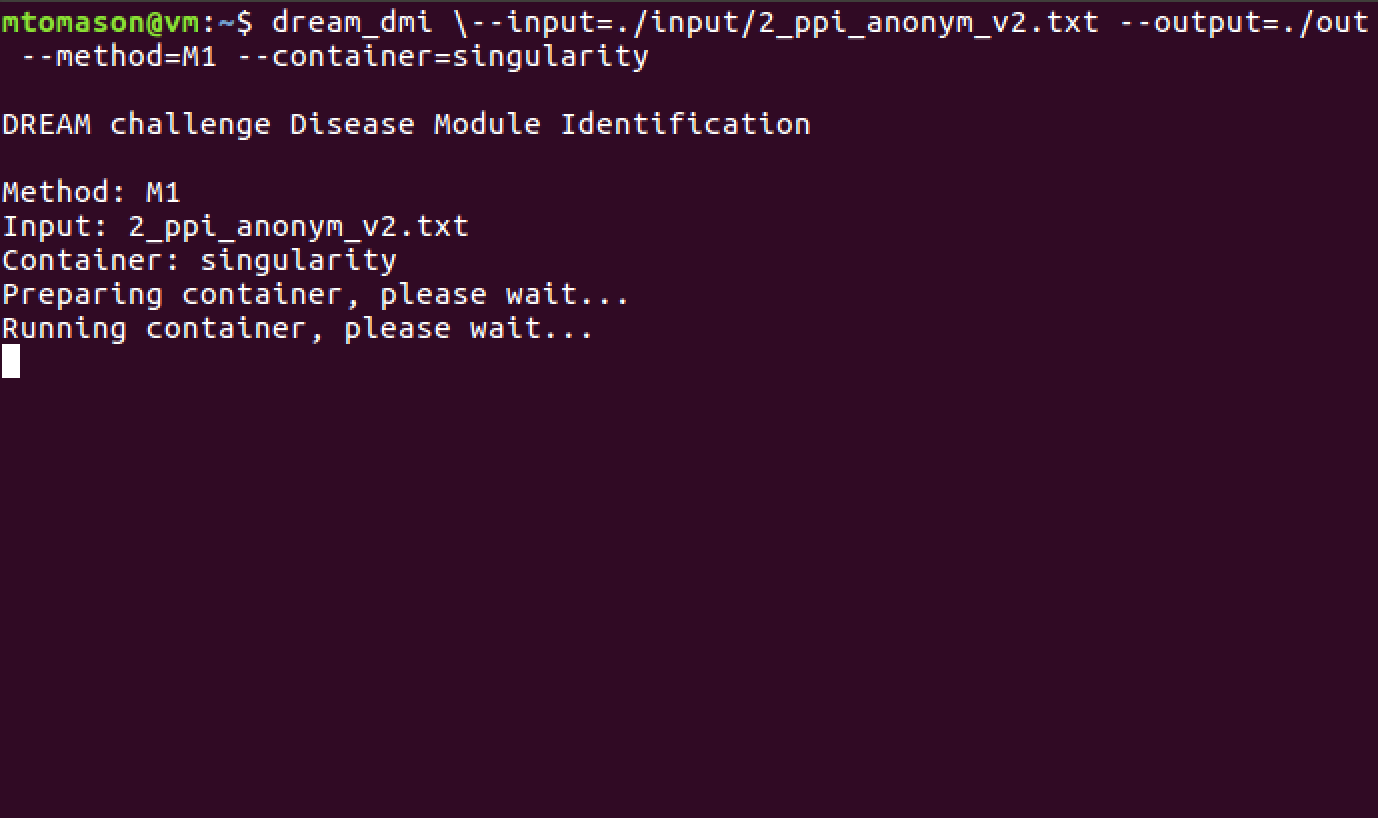 mtomason@vm:~$ dream_dmi \--input=./input/2_ppi_anonym_v2.txt --output=./out
--method=M1 --container=singularity
DREAM challenge Disease Module Identification
Method: M1
Input: 2_ppi_anonym_v2.txt
Container: singularity
Preparing container, please wait...
Running container, please wait...